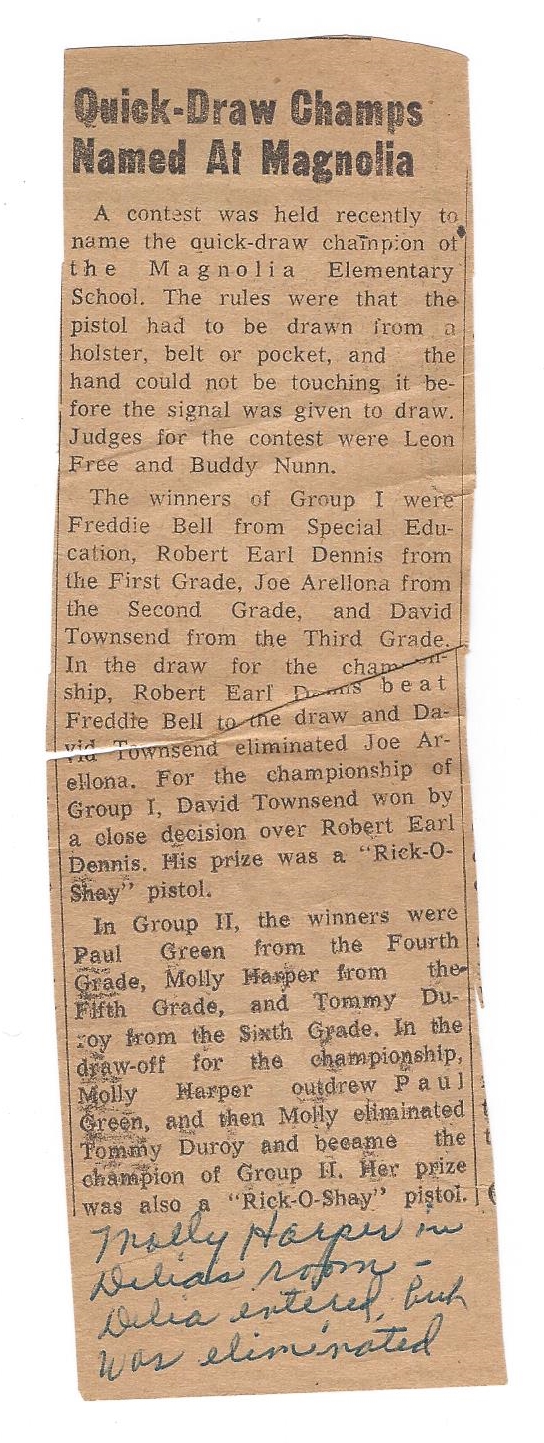 Quick-Draw Champs
Named At Magnolia
A contest was held recently to
name the quick-draw champion of
the Magnolia Elementary
School. The rules were that the
pistol had to be drawn from a
holster, belt or pocket, and the
hand could not be touching it be-
fore the signal was given to draw.
Judges for the contest were Leon
Free and Buddy Nunn.
The winners of Group I were
Freddie Bell from Special Edu-
cation, Robert Earl Dennis from
the First Grade, Joe Arellona from
the Second Grade, and David
Townsend from the Third Grade.
In the draw for the champion-
ship, Robert Earl Dennis beat
Freddie Bell to the draw and Da-
vid Townsend eliminated Joe Ar-
ellona. For the championship of
Group I, David Townsend won by
a close decision over Robert Earl
Dennis. His prize was a "Rick-O-
Shay" pistol.
In Group II, the winners were
Paul Green from the Fourth
Grade, Molly Harper from the
Fifth Grade, and Tommy Du-
roy from the Sixth Grade. In the
draw-off for the championship,
Molly Harper outdrew Paul
Green, and then Molly eliminated
Tommy Duroy and became the
champion of Group II. Her prize
was also a "Rick-O-Shay" pistol.
Molly Harper in
Delias room –
Delia entered, but
was eliminated